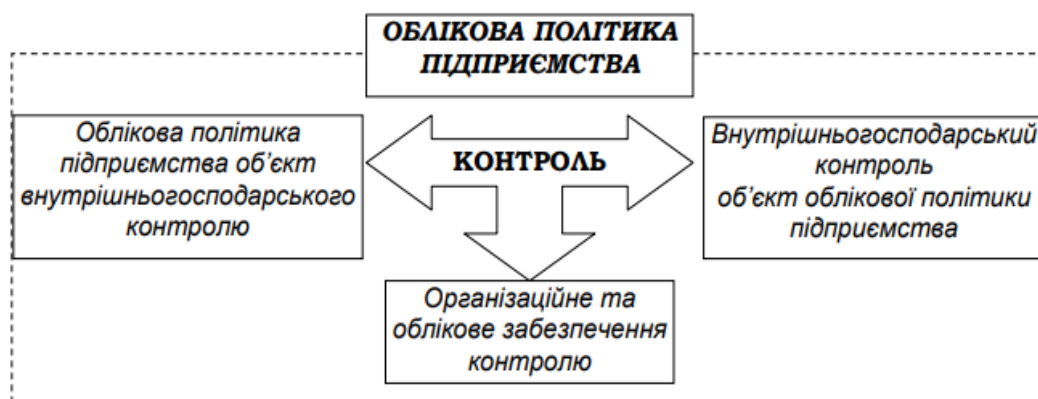 ОБЛІКОВА ПОЛІТИКА
ПІДПРИЄМСТВА
Облікова політика
підприємства об’єкт
внутрішньогосподарського
контролю
КОНТРОЛЬ
Внутрішньогосподарський
контроль
об’єкт облікової політики
підприємства
Організаційне та
облікове забезпечення
контролю